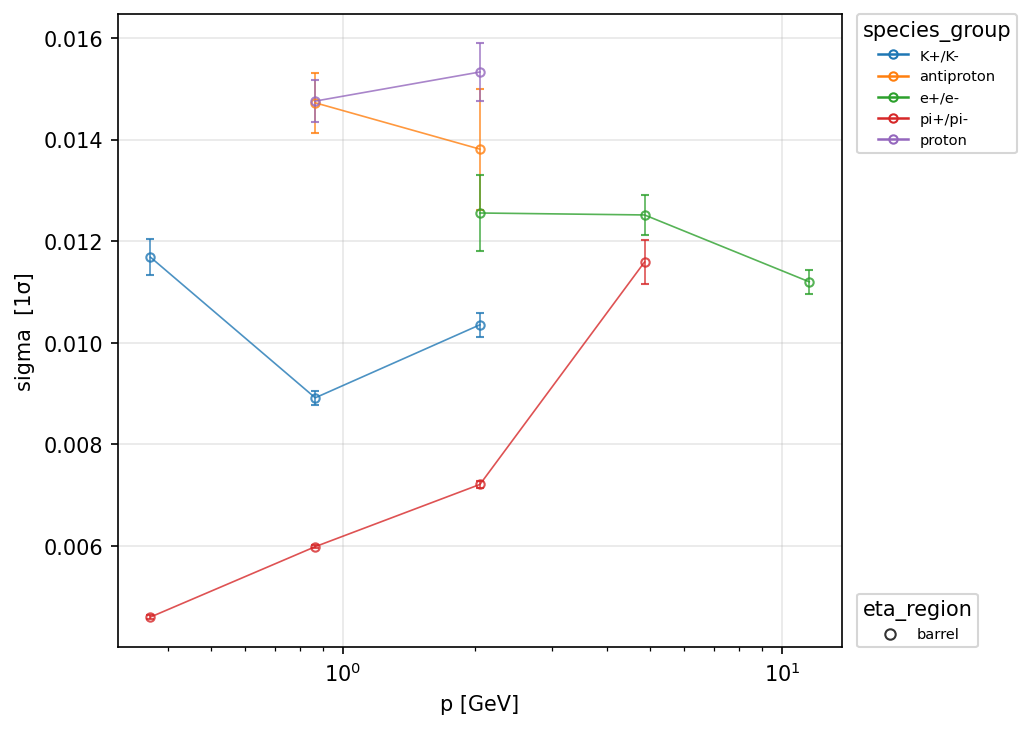 0.016
0.014
0.012
0.010
0.008
0.006
sigma [1σ]
10⁰
10¹
p [GeV]
species_group
K+/K-
antiproton
e+/e-
pi+/pi-
proton
eta_region
barrel